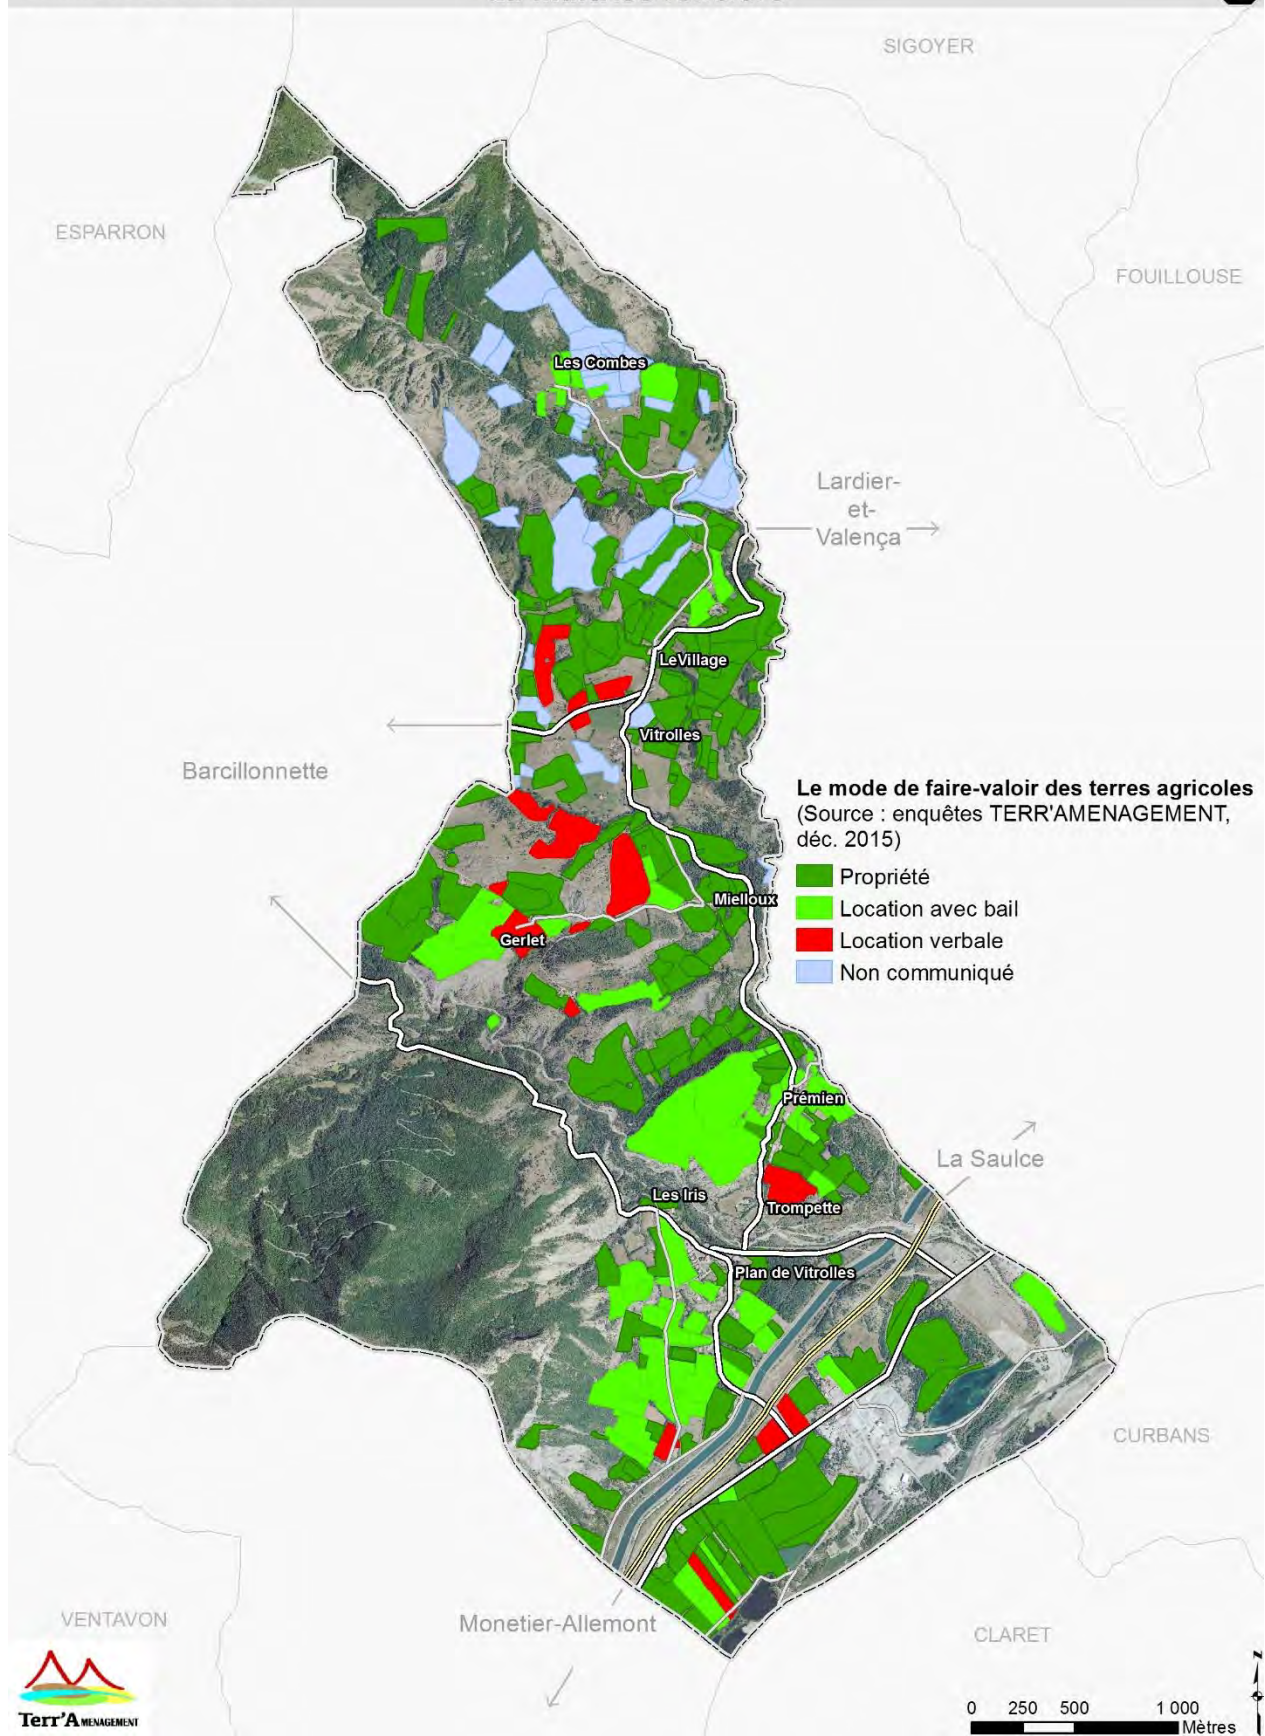 SIGOYER
ESPARRON
FOUILLOUSE
Les Combes
Lardier-
et-
Valença
LeVillage
Vitrolles
Barcillonnette
Le mode de faire-valoir des terres agricoles
(Source : enquêtes TERR'AMENAGEMENT,
déc. 2015)
Propriété
Location avec bail
Location verbale
Non communiqué
Mielloux
Gerlet
Prémien
La Saulce
Les Iris
Trompette
Plan de Vitrolles
CURBANS
VENTAVON
Monetier-Allemont
CLARET
N
Terr'AMENAGEMENT
0 250 500 1 000
Mètres